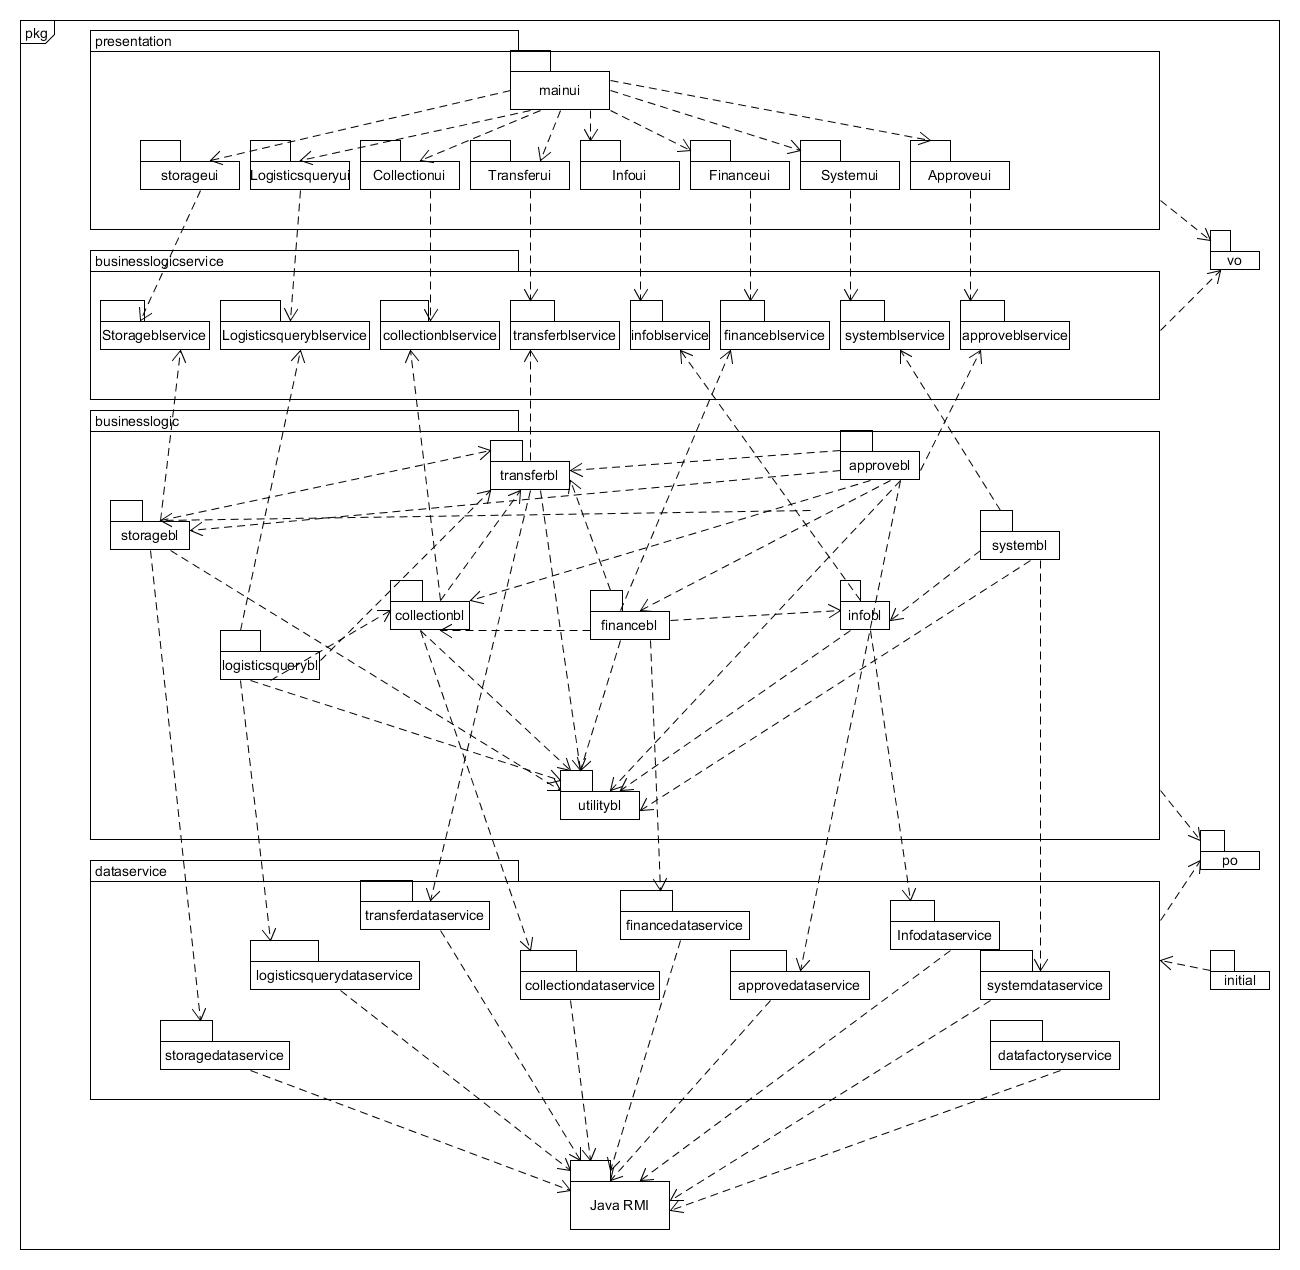 pkg
presentation
mainui
storageui
Logisticsqueryui
Collectionui
Transferui
Infoui
Financeui
Systemui
Approveui
vo
businesslogicservice
Storageblservice
Logisticsqueryblservice
collectionblservice
transferblservice
infoblservice
financeblservice
systemblservice
approveblservice
businesslogic
transferbl
approvebl
storagebl
systembl
collectionbl
financebl
infobl
logisticsquerybl
utilitybl
po
dataservice
transferdataservice
financedataservice
Infodataservice
logisticsquerydataservice
collectiondataservice
approvedataservice
systemdataservice
initial
storagedataservice
datafactoryservice
Java RMI